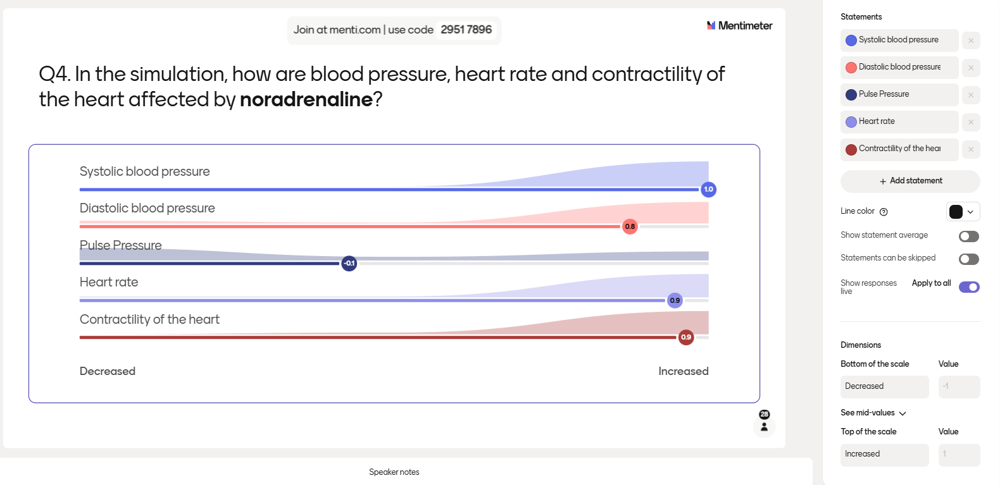 Join at menti.com | use code 2951 7896
Mentimeter
Q4. In the simulation, how are blood pressure, heart rate and contractility of
the heart affected by noradrenaline?
Systolic blood pressure
1.0
Diastolic blood pressure
0.8
Pulse Pressure
-0.1
Heart rate
0.9
Contractility of the heart
0.9
Decreased
Increased
28
Speaker notes
Statements
Systolic blood pressure
Diastolic blood pressure
Pulse Pressure
Heart rate
Contractility of the hear
+ Add statement
Line color
Show statement average
Statements can be skipped
Show responses
live
Apply to all
Dimensions
Bottom of the scale
Value
Decreased
-1
See mid-values
Top of the scale
Value
Increased
1